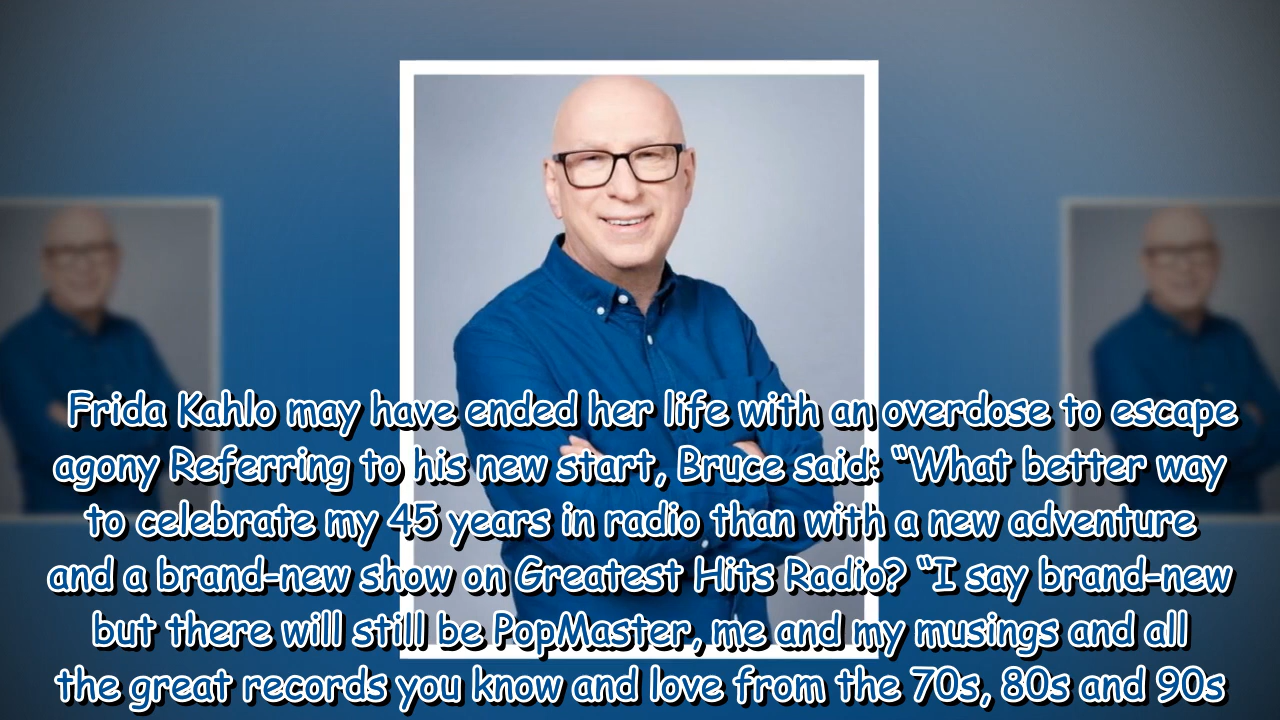 Frida Kahlo may have ended her life with an overdose to escape
agony Referring to his new start, Bruce said: “What better way
to celebrate my 45 years in radio than with a new adventure
and a brand-new show on Greatest Hits Radio? “I say brand-new
but there will still be PopMaster, me and my musings and all
the great records you know and love from the 70s, 80s and 90s